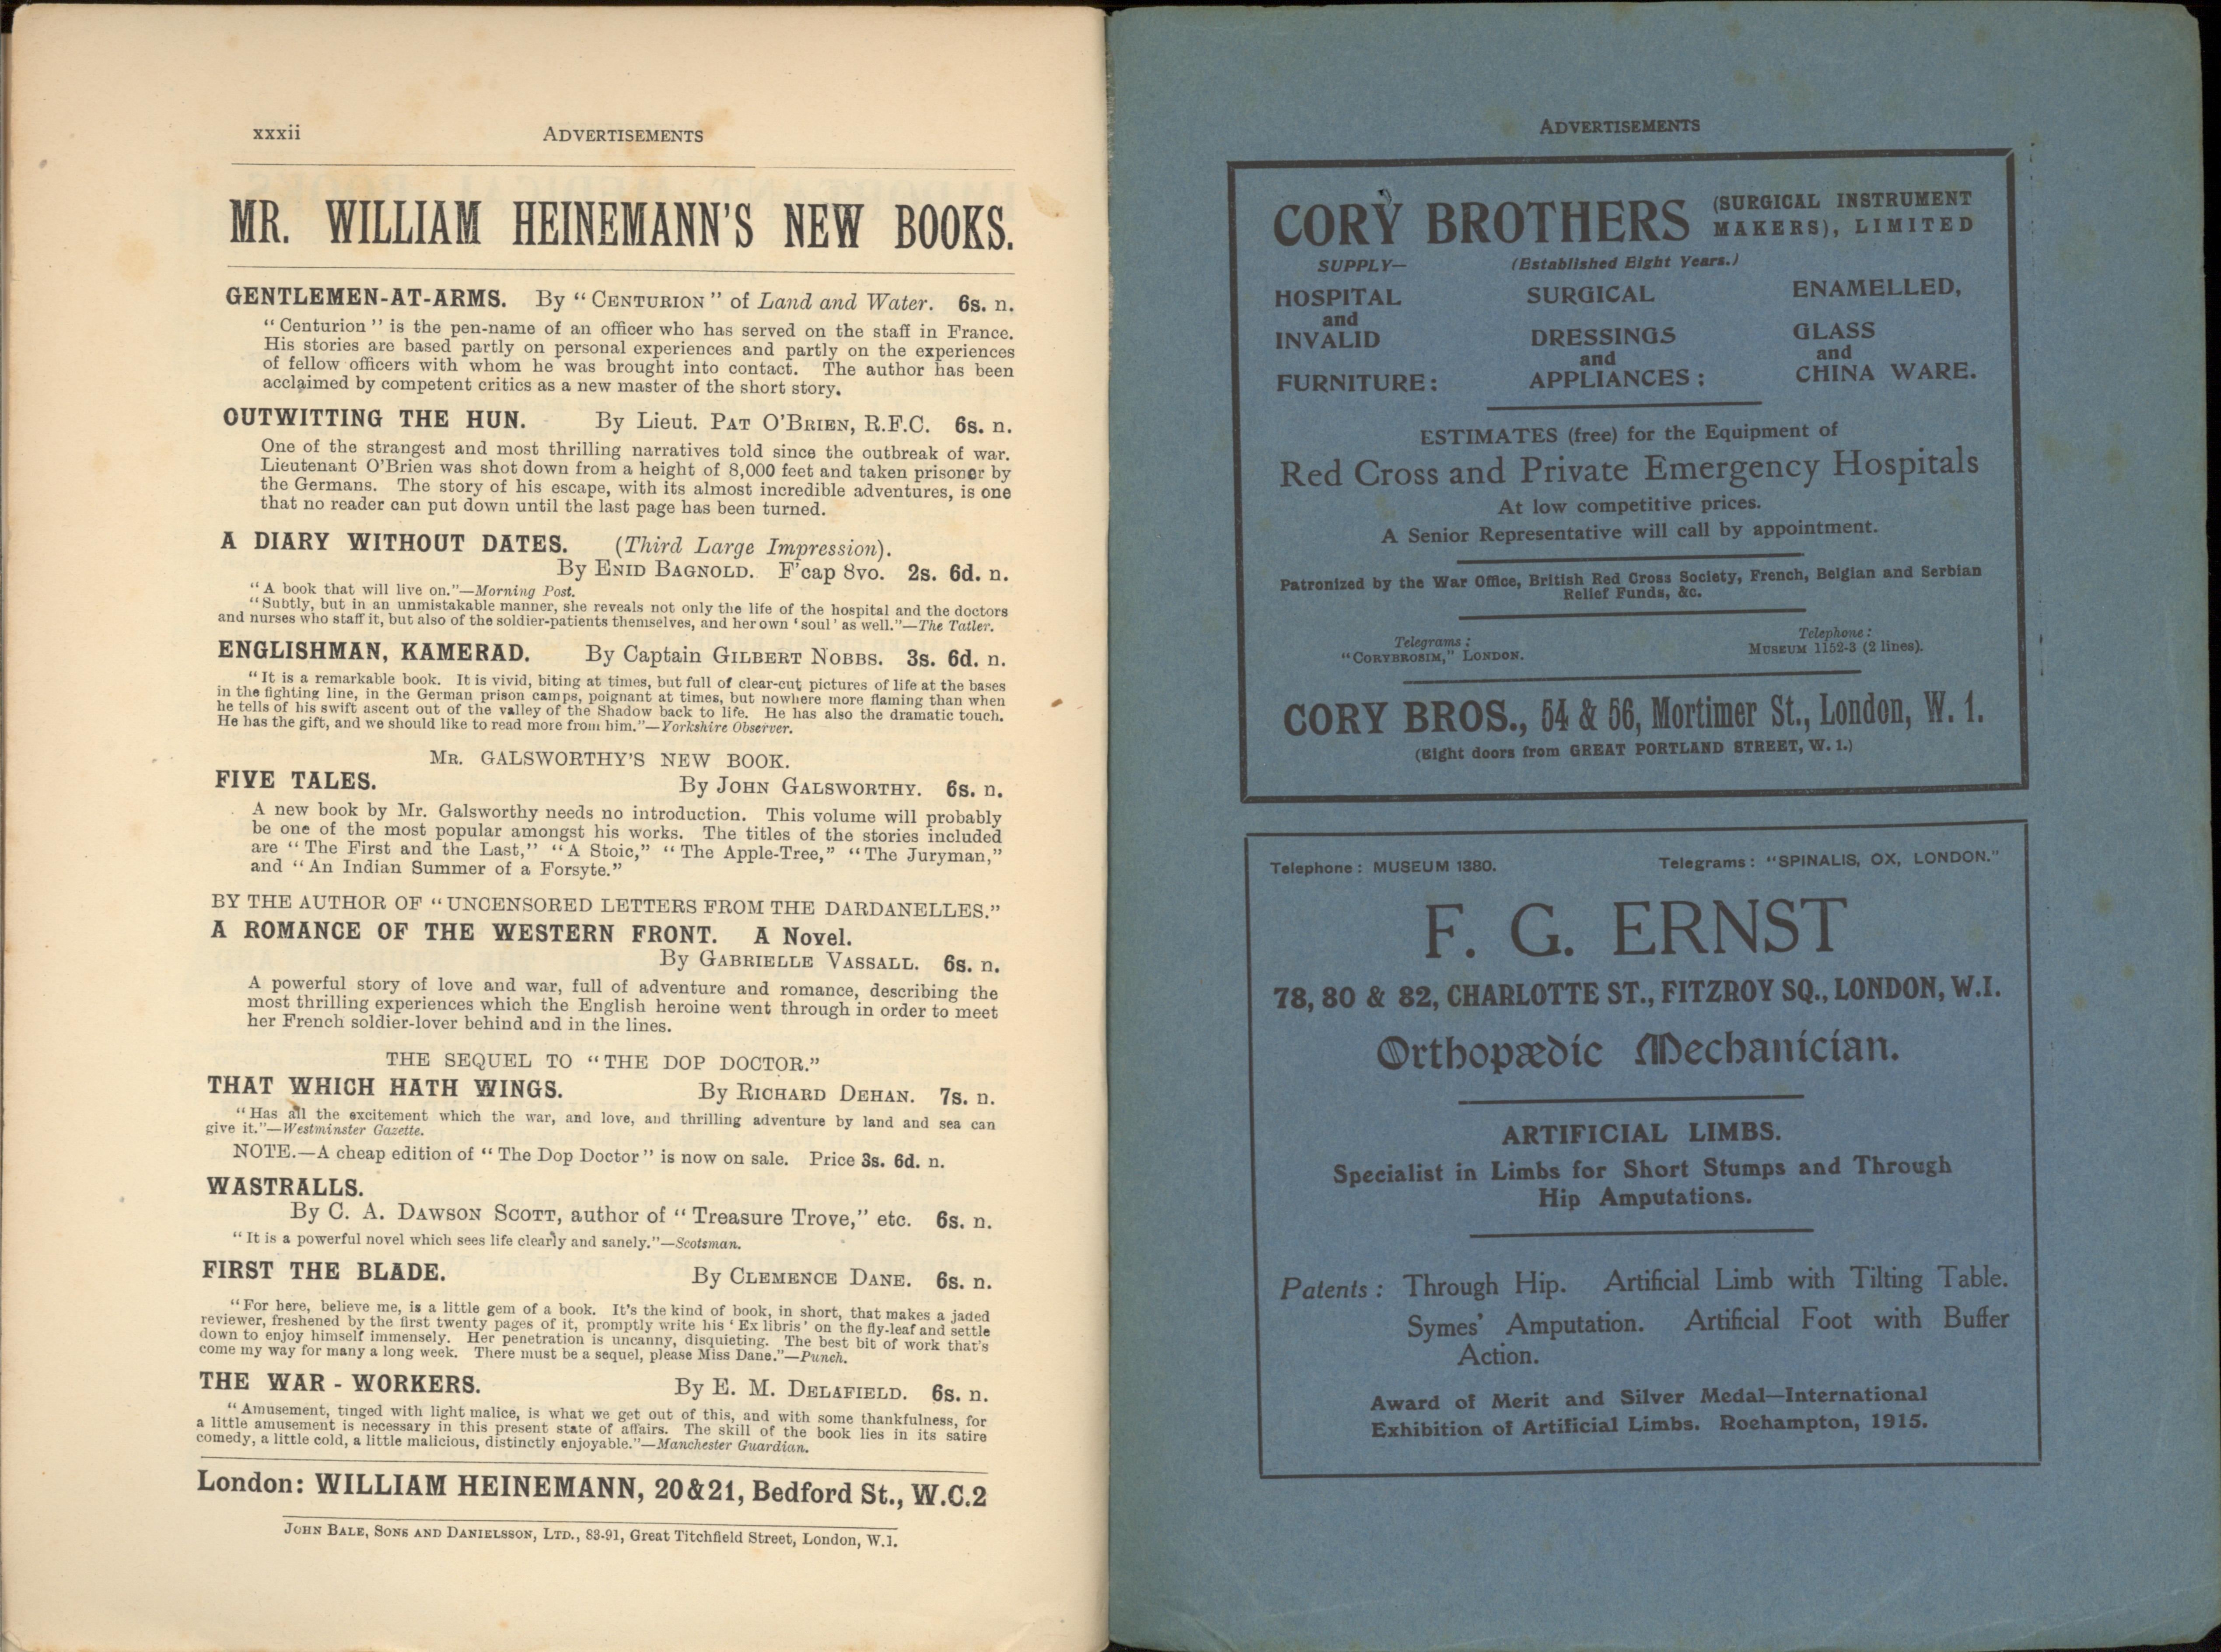 xxxii ADVERTISEMENTS
MR. WILLIAM HEINEMANN'S NEW BOOKS.
GENTLEMEN-AT-ARMS. By "CENTURION" of Land and Water. 6s. n.
"Centurion" is the pen-name of an officer who has served on the staff in France.
His stories are based partly on personal experiences and partly on the experiences
of fellow officers with whom he was brought into contact. The author has been
acclaimed by competent critics as a new master of the short story.
OUTWITTING THE HUN. By Lieut. PAT O'BRIEN, R.F.C. 6s. n.
One of the strangest and most thrilling narratives told since the outbreak of war.
Lieutenant O'Brien was shot down from a height of 8,000 feet and taken prisoner by
the Germans. The story of his escape, with its almost incredible adventures, is one
that no reader can put down until the last page has been turned.
A DIARY WITHOUT DATES. (Third Large Impression).
By ENID BAGNOLD. F'cap 8vo. 2s. 6d. n.
"A book that will live on."—Morning Post.
"Subtly, but in an unmistakable manner, she reveals not only the life of the hospital and the doctors
and nurses who staff it, but also of the soldier-patients themselves, and her own 'soul' as well."—The Tatler.
ENGLISHMAN, KAMERAD. By Captain GILBERT NOBBS. 3s. 6d. n.
"It is a remarkable book. It is vivid, biting at times, but full of clear-cut pictures of life at the bases
in the fighting line, in the German prison camps, poignant at times, but nowhere more flaming than when
he tells of his swift ascent out of the valley of the Shadow back to life. He has also the dramatic touch.
He has the gift, and we should like to read more from him."—Yorkshire Observer.
MR. GALSWORTHY'S NEW BOOK.
FIVE TALES. By JOHN GALSWORTHY. 6s. n.
A new book by Mr. Galsworthy needs no introduction. This volume will probably
be one of the most popular amongst his works. The titles of the stories included
are "The First and the Last," "A Stoic," "The Apple-Tree," "The Juryman,"
and "An Indian Summer of a Forsyte."
BY THE AUTHOR OF "UNCENSORED LETTERS FROM THE DARDANELLES."
A ROMANCE OF THE WESTERN FRONT. A Novel.
By GABRIELLE VASSALL. 6s. n.
A powerful story of love and war, full of adventure and romance, describing the
most thrilling experiences which the English heroine went through in order to meet
her French soldier-lover behind and in the lines.
THE SEQUEL TO "THE DOP DOCTOR."
THAT WHICH HATH WINGS. By RICHARD DEHAN. 7s. n.
"Has all the excitement which the war, and love, and thrilling adventure by land and sea can
give it."—Westminster Gazette.
NOTE.—A cheap edition of "The Dop Doctor" is now on sale. Price 3s. 6d. n.
WASTRALLS.
By C. A. DAWSON SCOTT, author of "Treasure Trove," etc. 6s. n.
"It is a powerful novel which sees life clearly and sanely."—Scotsman.
FIRST THE BLADE. By CLEMENCE DANE. 6s. n.
"For here, believe me, is a little gem of a book. It's the kind of book, in short, that makes a jaded
reviewer, freshened by the first twenty pages of it, promptly write his 'Ex libris' on the fly-leaf and settle
down to enjoy himself immensely. Her penetration is uncanny, disquieting. The best bit of work that's
come my way for many a long week. There must be a sequel, please Miss Dane."—Punch.
THE WAR-WORKERS. By E. M. DELAFIELD. 6s. n.
"Amusement, tinged with light malice, is what we get out of this, and with some thankfulness, for
a little amusement is necessary in this present state of affairs. The skill of the book lies in its satire
comedy, a little cold, a little malicious, distinctly enjoyable."—Manchester Guardian.
London: WILLIAM HEINEMANN, 20&21, Bedford St., W.C.2
JOHN BALE, SONS AND DANIELSSON, LTD., 83-91, Great Titchfield Street, London, W.1.
ADVERTISEMENTS
CORY BROTHERS (SURGICAL INSTRUMENT
MAKERS), LIMITED
SUPPLY— (Established Eight Years.)
HOSPITAL
and
INVALID
FURNITURE:
SURGICAL
DRESSINGS
and
APPLIANCES:
ENAMELLED,
GLASS
and
CHINA WARE.
ESTIMATES (free) for the Equipment of
Red Cross and Private Emergency Hospitals
At low competitive prices.
A Senior Representative will call by appointment.
Patronized by the War Office, British Red Cross Society, French, Belgian and Serbian
Relief Funds, &c.
Telegrams:
"CORYBROSIM," LONDON.
Telephone:
MUSEUM 1152-3 (2 lines).
CORY BROS., 54 & 56, Mortimer St., London, W. 1.
(Eight doors from GREAT PORTLAND STREET, W. 1.)
Telephone: MUSEUM 1380. Telegrams: "SPINALIS, OX, LONDON."
F. G. ERNST
78, 80 & 82, CHARLOTTE ST., FITZROY SQ., LONDON, W.I.
Orthopædic Mechanician.
ARTIFICIAL LIMBS.
Specialist in Limbs for Short Stumps and Through
Hip Amputations.
Patents: Through Hip. Artificial Limb with Tilting Table.
Symes' Amputation. Artificial Foot with Buffer
Action.
Award of Merit and Silver Medal—International
Exhibition of Artificial Limbs. Roehampton, 1915.